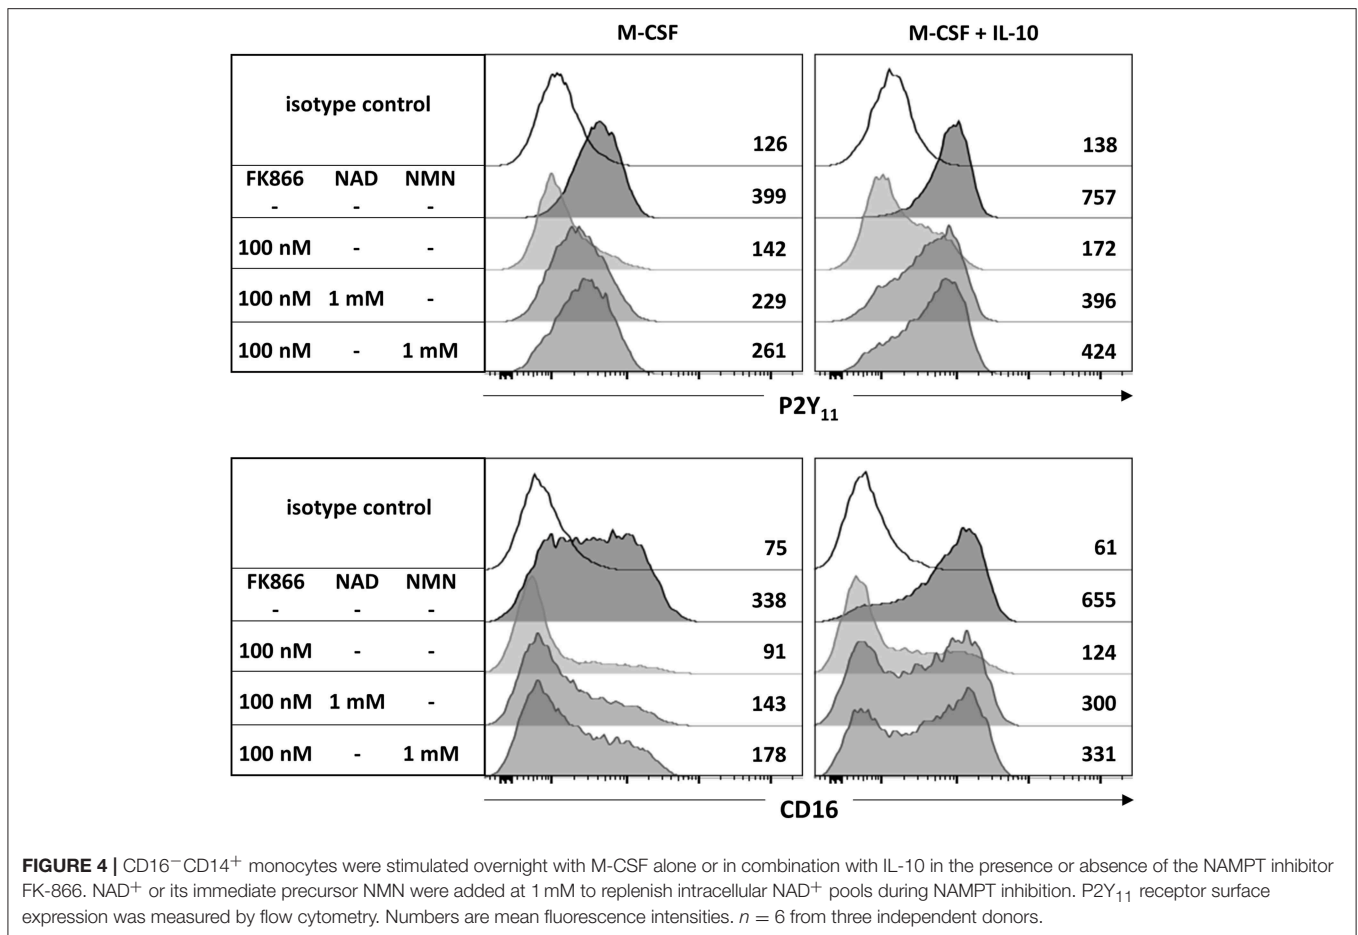 M-CSF M-CSF + IL-10
isotype control 126 138
FK866 NAD NMN
- - - 399 757
100 nM - - 142 172
100 nM 1 mM - 229 396
100 nM - 1 mM 261 424
P2Y₁₁
isotype control 75 61
FK866 NAD NMN
- - - 338 655
100 nM - - 91 124
100 nM 1 mM - 143 300
100 nM - 1 mM 178 331
CD16
FIGURE 4 | CD16⁻CD14⁺ monocytes were stimulated overnight with M-CSF alone or in combination with IL-10 in the presence or absence of the NAMPT inhibitor
FK-866. NAD⁺ or its immediate precursor NMN were added at 1 mM to replenish intracellular NAD⁺ pools during NAMPT inhibition. P2Y₁₁ receptor surface
expression was measured by flow cytometry. Numbers are mean fluorescence intensities. n = 6 from three independent donors.